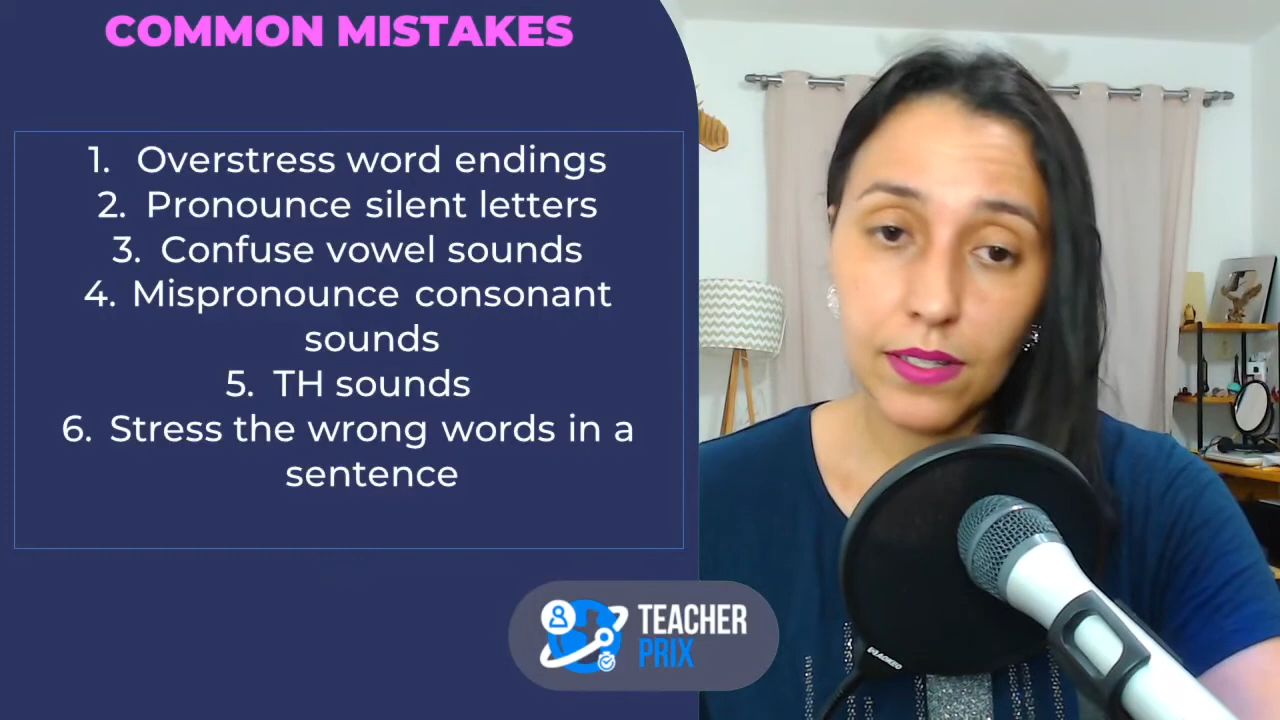 COMMON MISTAKES
1. Overstress word endings
2. Pronounce silent letters
3. Confuse vowel sounds
4. Mispronounce consonant
sounds
5. TH sounds
6. Stress the wrong words in a
sentence
TEACHER
PRIX